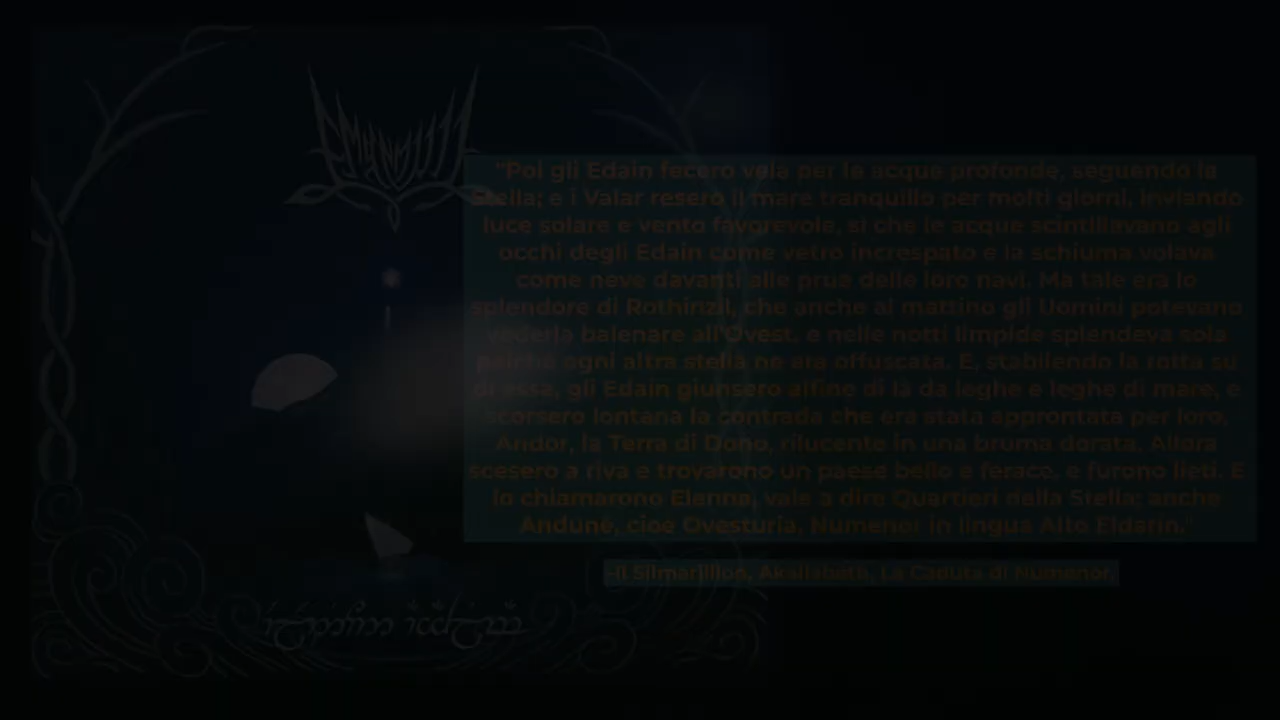 "Poi gli Edain fecero vela per le acque profonde, seguendo la
stella; e i Valar resero il mare tranquillo per molti giorni, inviando
luce solare e vento favorevole, sì che le acque scintillavano agli
occhi degli Edain come vetro increspato e la schiuma volava
come neve davanti alle prue delle loro navi. Ma tale era lo
splendore di Rothinzil, che anche al mattino gli Uomini potevano
vederla balenare all'Ovest, e nelle notti limpide splendeva sola
perché ogni altra stella ne era offuscata. E, stabilendo la rotta su
di essa, gli Edain giunsero alfine di là da leghe e leghe di mare, e
scorsero lontana la contrada che era stata approntata per loro,
Andor, la Terra di Dono, rilucente in una bruma dorata. Allora
scesero a riva e trovarono un paese bello e ferace, e furono lieti. E
lo chiamarono Elenna, vale a dire Quartieri della Stella; anche
Andúne, cioè Ovesturia, Númenei in lingua Alto Eldarin."
-Il Silmarillion, Akallabeth, La Caduta di Numenor.